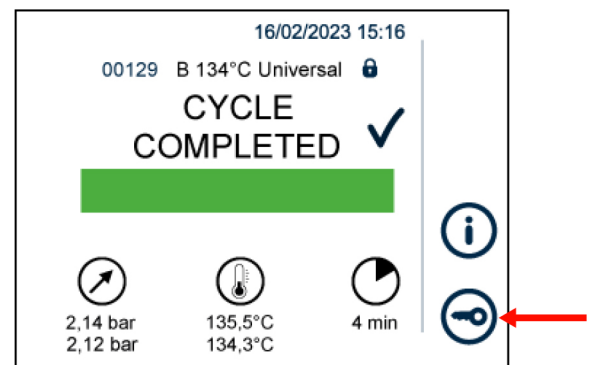 16/02/2023 15:16
00129 B 134°C Universal
CYCLE
COMPLETED
2,14 bar 135,5°C 4 min
2,12 bar 134,3°C